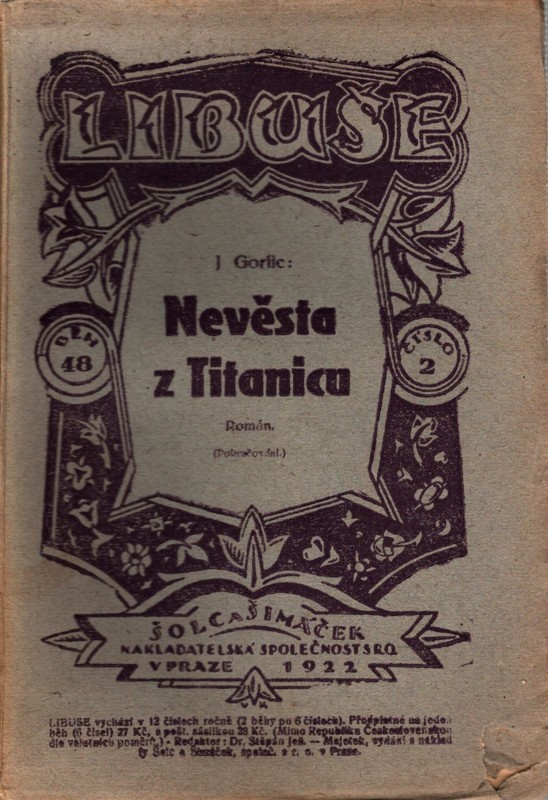 LIBUŠE
J Gorlic:
Nevěsta
z Titanicu
BĚH
48
ČÍSLO
2
Román.
(Pokračování.)
ŠOLC A ŠIMÁČEK
NAKLADATELSKÁ SPOLEČNOST S R.O.
V PRAZE 1922
LIBUŠE vychází v 12 číslech ročně (2 běhy po 6 číslech). Předplatné na jeden
běh (6 čísel) 27 Kč, s pošt. zásilkou 28 Kč. (Mimo Republiku Československou
dle valutních poměrů.) - Redaktor: Dr. Štěpán Jež. — Majetek, vydání a náklad
Šolc a Šimáček, společ. s r. o. v Praze.